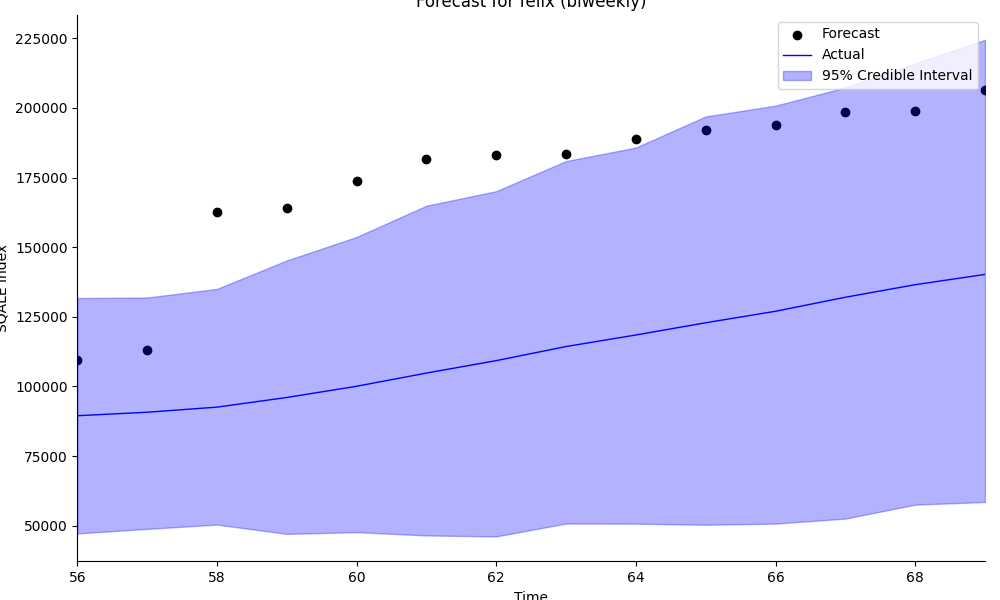 Forecast for felix (biweekly)
Forecast
Actual
95% Credible Interval
225000
200000
175000
150000
125000
100000
75000
50000
SQALE Index
56
58
60
62
64
66
68
Time